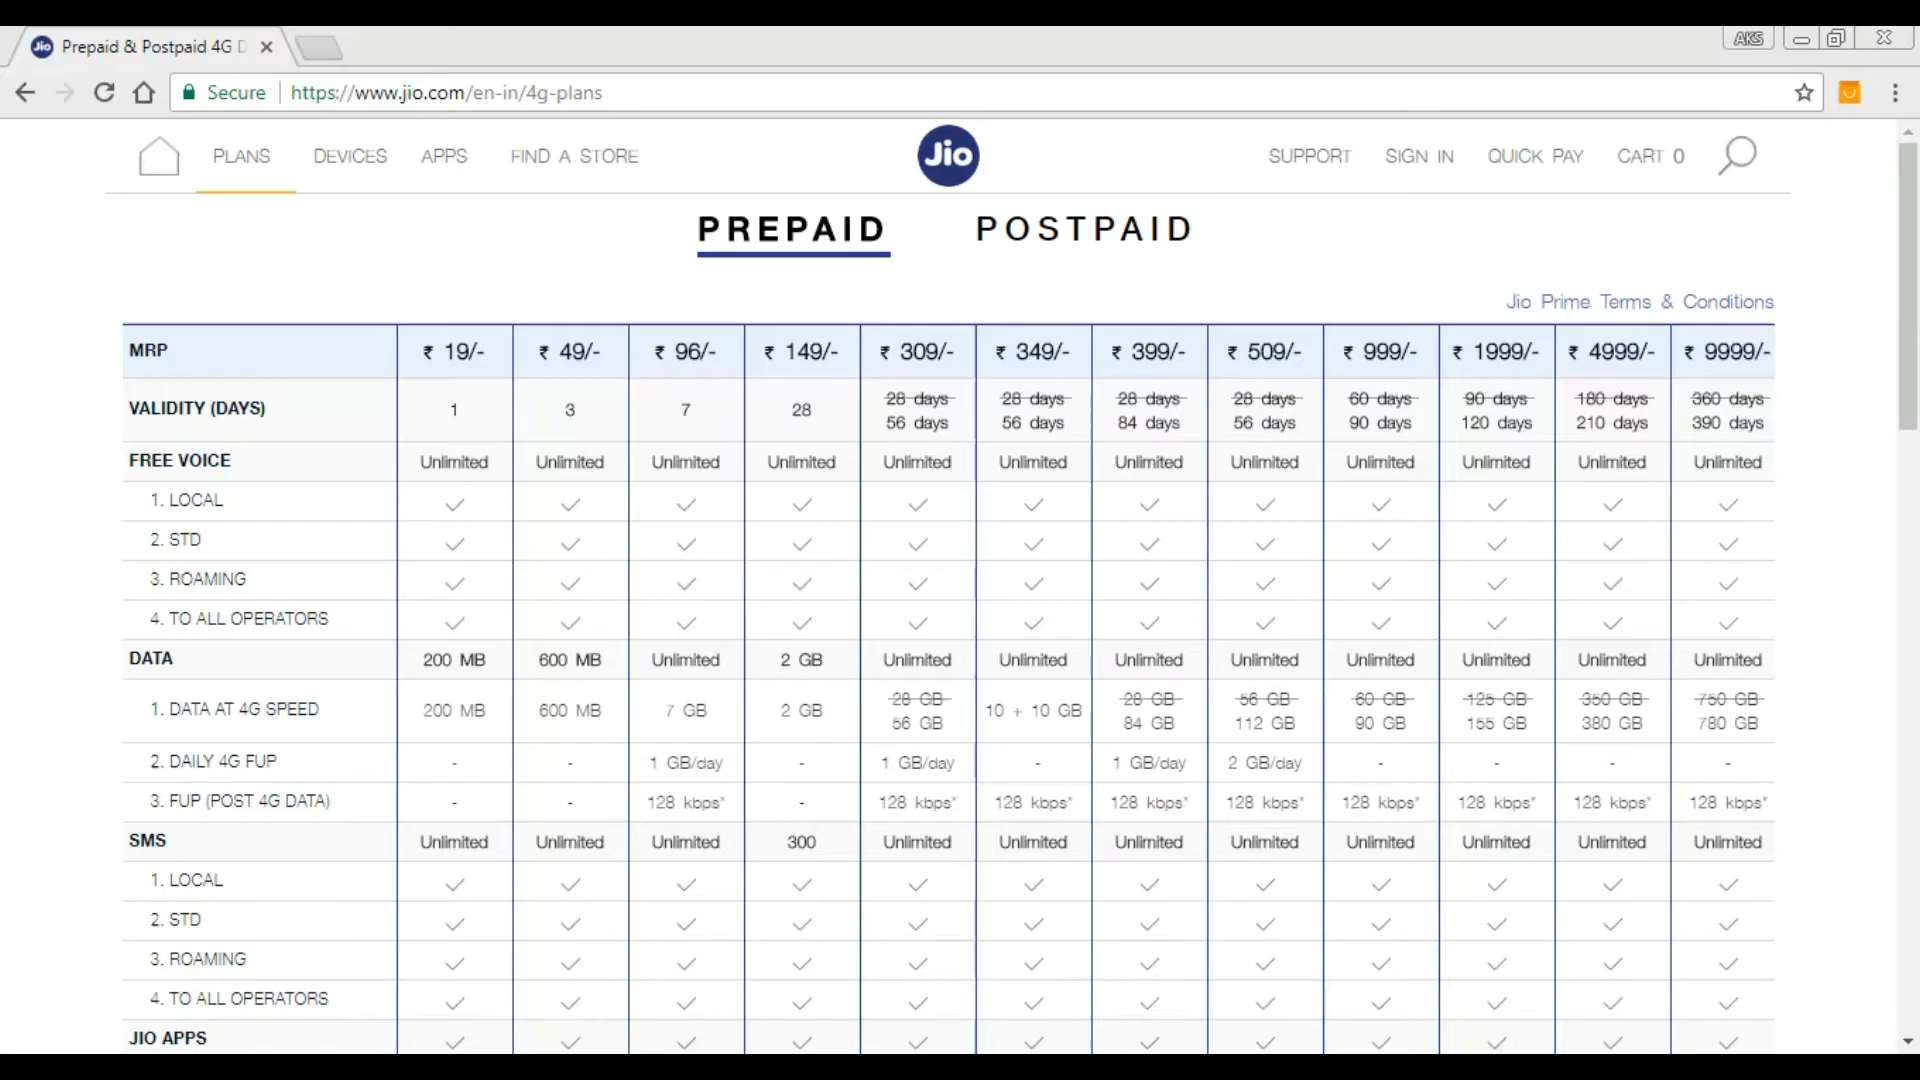 Jio Prepaid & Postpaid 4G D
AKS
Secure https://www.jio.com/en-in/4g-plans
PLANS DEVICES APPS FIND A STORE Jio SUPPORT SIGN IN QUICK PAY CART 0
PREPAID POSTPAID
Jio Prime Terms & Conditions
MRP ₹ 19/- ₹ 49/- ₹ 96/- ₹ 149/- ₹ 309/- ₹ 349/- ₹ 399/- ₹ 509/- ₹ 999/- ₹ 1999/- ₹ 4999/- ₹ 9999/-
28 days 28 days 28 days 28 days 60 days 90 days 180 days 360 days
VALIDITY (DAYS) 1 3 7 28
56 days 56 days 84 days 56 days 90 days 120 days 210 days 390 days
FREE VOICE Unlimited Unlimited Unlimited Unlimited Unlimited Unlimited Unlimited Unlimited Unlimited Unlimited Unlimited Unlimited
1. LOCAL
2. STD
3. ROAMING
4. TO ALL OPERATORS
DATA 200 MB 600 MB Unlimited 2 GB Unlimited Unlimited Unlimited Unlimited Unlimited Unlimited Unlimited Unlimited
28 GB 28 GB 56 GB 60 GB 125 GB 350 GB 750 GB
1. DATA AT 4G SPEED 200 MB 600 MB 7 GB 2 GB 10 + 10 GB
56 GB 84 GB 112 GB 90 GB 155 GB 380 GB 780 GB
2. DAILY 4G FUP - - 1 GB/day - 1 GB/day - 1 GB/day 2 GB/day - - - -
3. FUP (POST 4G DATA) - - 128 kbps* - 128 kbps* 128 kbps* 128 kbps* 128 kbps* 128 kbps* 128 kbps* 128 kbps* 128 kbps*
SMS Unlimited Unlimited Unlimited 300 Unlimited Unlimited Unlimited Unlimited Unlimited Unlimited Unlimited Unlimited
1. LOCAL
2. STD
3. ROAMING
4. TO ALL OPERATORS
JIO APPS